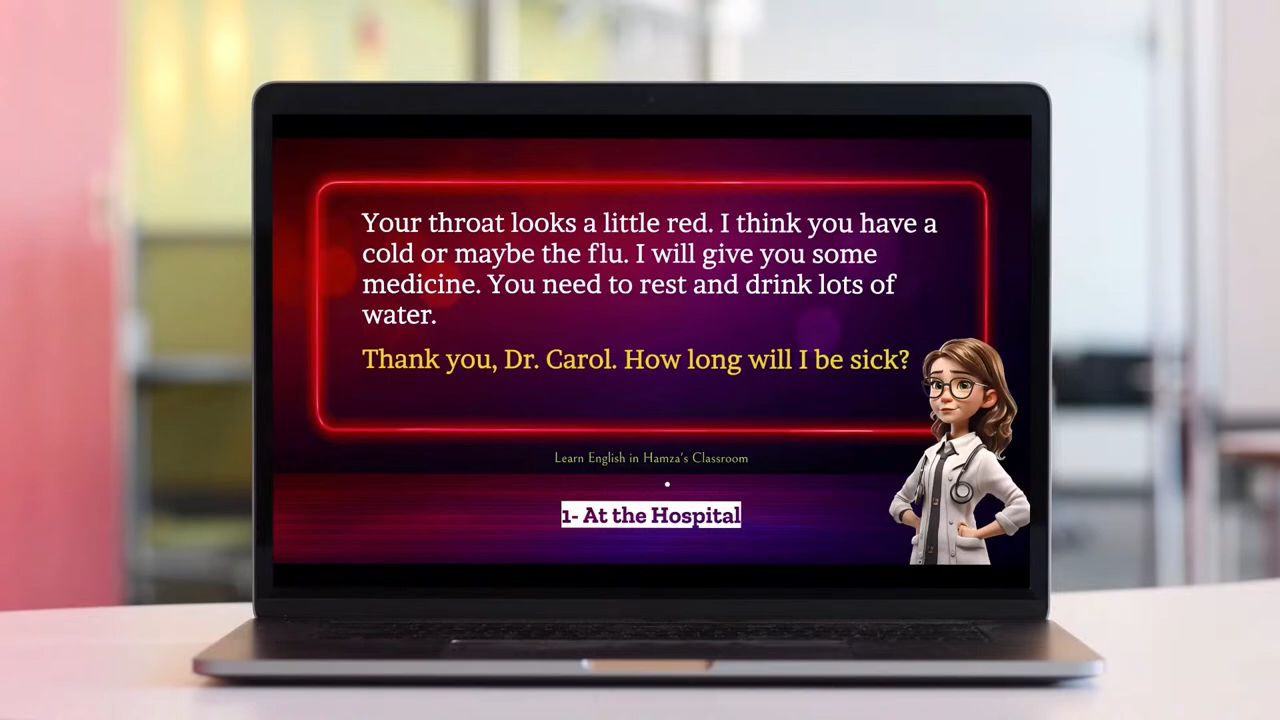 Your throat looks a little red. I think you have a
cold or maybe the flu. I will give you some
medicine. You need to rest and drink lots of
water.
Thank you, Dr. Carol. How long will I be sick?
Learn English in Hamza's Classroom
1- At the Hospital